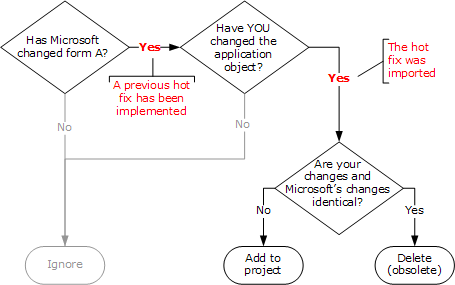 Has Microsoft
changed form A?
Yes
A previous hot
fix has been
implemented
Have YOU
changed the
application
object?
Yes
The hot
fix was
imported
No
No
Are your
changes and
Microsoft's changes
identical?
No
Yes
Ignore
Add to
project
Delete
(obsolete)